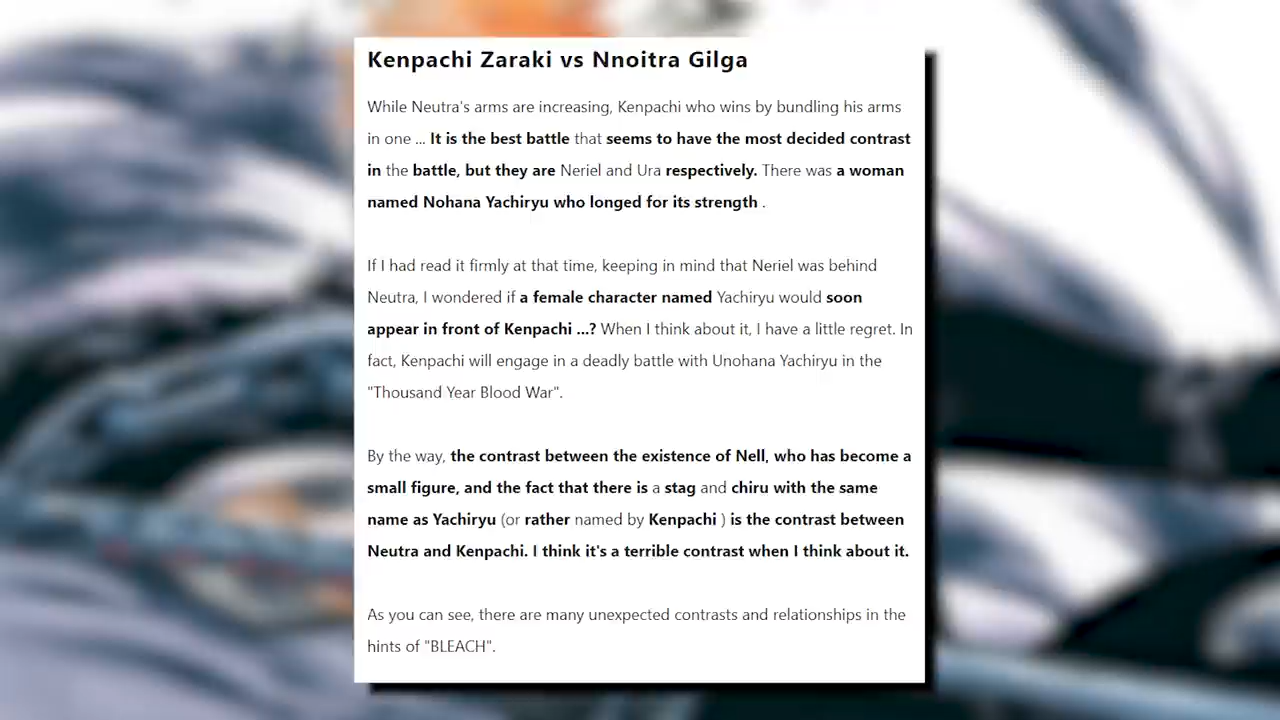 Kenpachi Zaraki vs Nnoitra Gilga
While Neutra's arms are increasing, Kenpachi who wins by bundling his arms
in one ... It is the best battle that seems to have the most decided contrast
in the battle, but they are Neriel and Ura respectively. There was a woman
named Nohana Yachiryu who longed for its strength .
If I had read it firmly at that time, keeping in mind that Neriel was behind
Neutra, I wondered if a female character named Yachiryu would soon
appear in front of Kenpachi ...? When I think about it, I have a little regret. In
fact, Kenpachi will engage in a deadly battle with Unohana Yachiryu in the
"Thousand Year Blood War".
By the way, the contrast between the existence of Nell, who has become a
small figure, and the fact that there is a stag and chiru with the same
name as Yachiryu (or rather named by Kenpachi ) is the contrast between
Neutra and Kenpachi. I think it's a terrible contrast when I think about it.
As you can see, there are many unexpected contrasts and relationships in the
hints of "BLEACH".